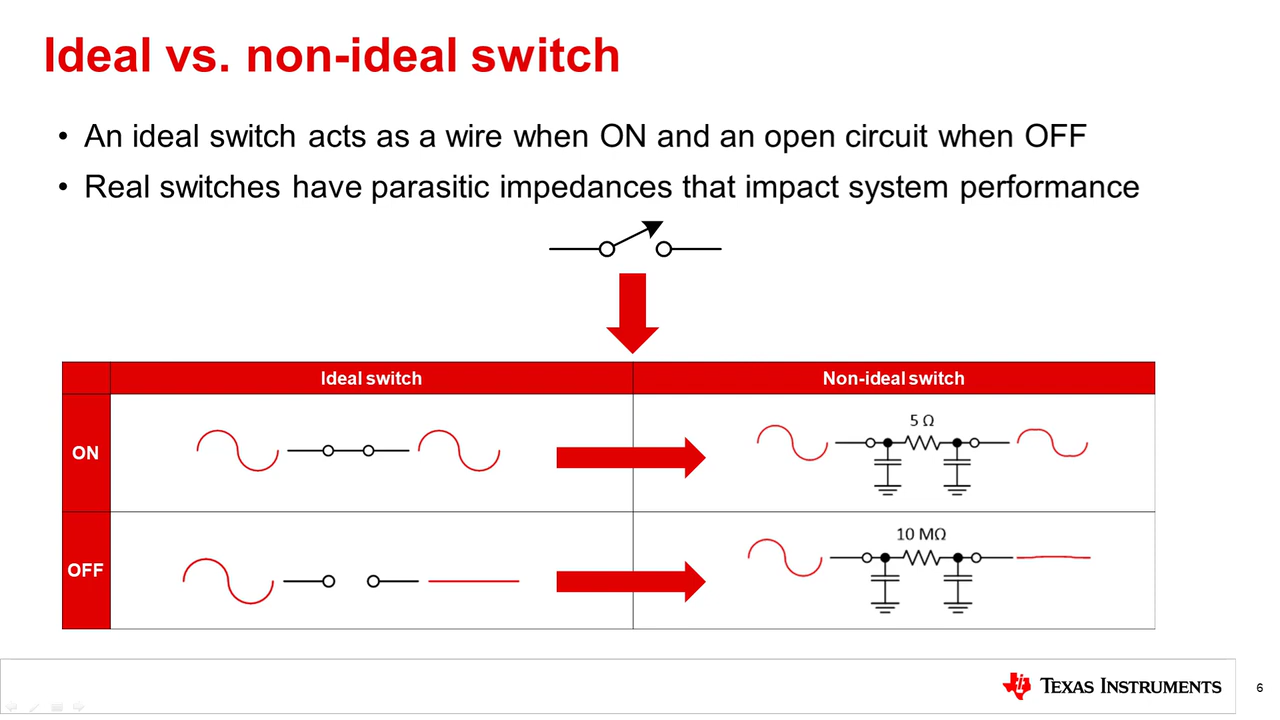 Ideal vs. non-ideal switch
• An ideal switch acts as a wire when ON and an open circuit when OFF
• Real switches have parasitic impedances that impact system performance
Ideal switch
Non-ideal switch
ON
5 Ω
OFF
10 MΩ
TEXAS INSTRUMENTS
6